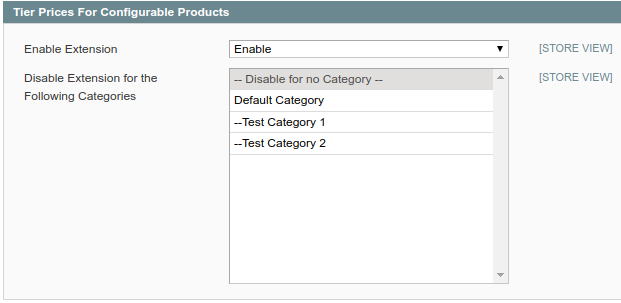 Tier Prices For Configurable Products
Enable Extension
Enable
[STORE VIEW]
Disable Extension for the
Following Categories
-- Disable for no Category --
[STORE VIEW]
Default Category
--Test Category 1
--Test Category 2